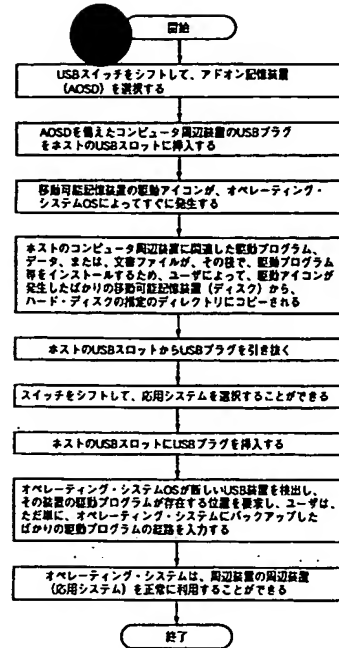 開始
USBスイッチをシフトして、アドオン記憶装置
(AOSD)を選択する
AOSDを備えたコンピュータ周辺装置のUSBプラグ
をホストのUSBスロットに挿入する
移動可能記憶装置の駆動アイコンが、オペレーティング・
システムOSによってすぐに発生する
ホストのコンピュータ周辺装置に関連した駆動プログラム、
データ、または、文書ファイルが、その後で、駆動プログラム
等をインストールするため、ユーザによって、駆動アイコンが
発生したばかりの移動可能記憶装置(ディスク)から、
ハード・ディスクの指定のディレクトリにコピーされる
ホストのUSBスロットからUSBプラグを引き抜く
スイッチをシフトして、応用システムを選択することができる
ホストのUSBスロットにUSBプラグを挿入する
オペレーティング・システムOSが新しいUSB装置を検出し、
その装置の駆動プログラムが存在する位置を要求し、ユーザは、
ただ単に、オペレーティング・システムにバックアップした
ばかりの駆動プログラムの経路を入力する
オペレーティング・システムは、周辺装置の周辺装置
(応用システム)を正常に利用することができる
終了